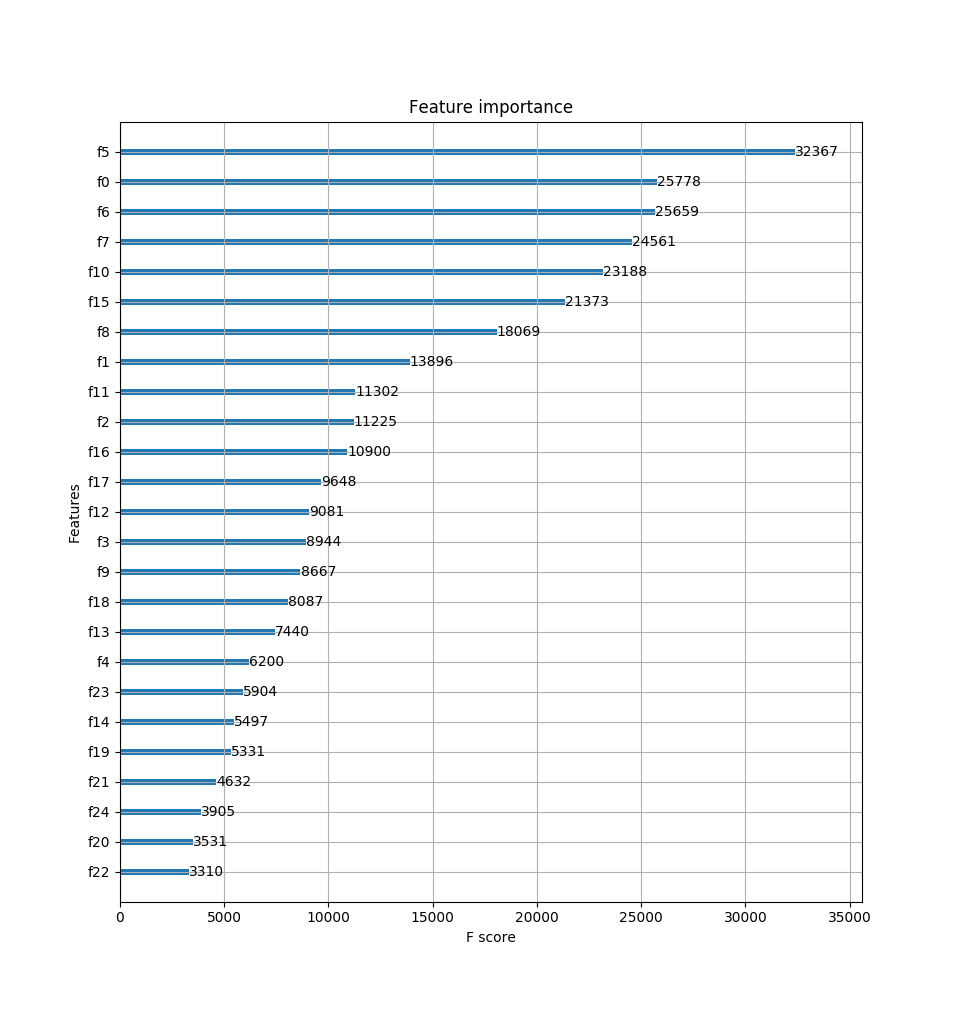 Feature importance
f5 32367
f0 25778
f6 25659
f7 24561
f10 23188
f15 21373
f8 18069
f1 13896
f11 11302
f2 11225
f16 10900
f17 9648
f12 9081
f3 8944
f9 8667
f18 8087
f13 7440
f4 6200
f23 5904
f14 5497
f19 5331
f21 4632
f24 3905
f20 3531
f22 3310
Features
0 5000 10000 15000 20000 25000 30000 35000
F score